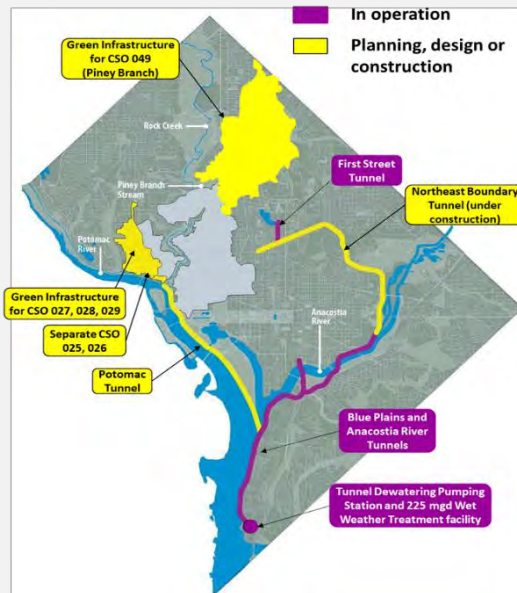 In operation
Planning, design or
construction
Green Infrastructure
for CSO 049
(Piney Branch)
Rock Creek
First Street
Tunnel
Piney Branch
Stream
Northeast Boundary
Tunnel (under
construction)
Potomac
River
Green Infrastructure
for CSO 027, 028, 029
Separate CSO
025, 026
Anacostia
River
Potomac
Tunnel
Blue Plains and
Anacostia River
Tunnels
Tunnel Dewatering Pumping
Station and 225 mgd Wet
Weather Treatment facility